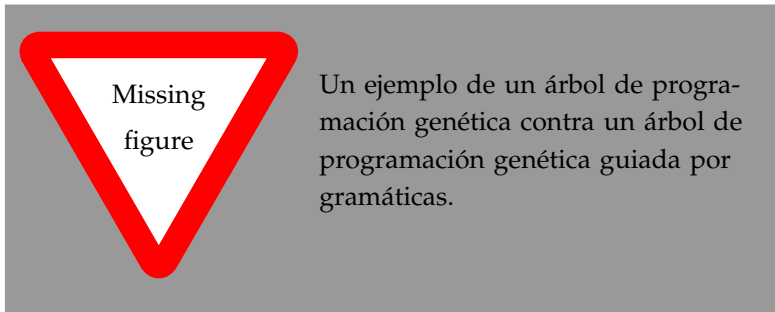 Missing
figure
Un ejemplo de un árbol de progra-
mación genética contra un árbol de
programación genética guiada por
gramáticas.